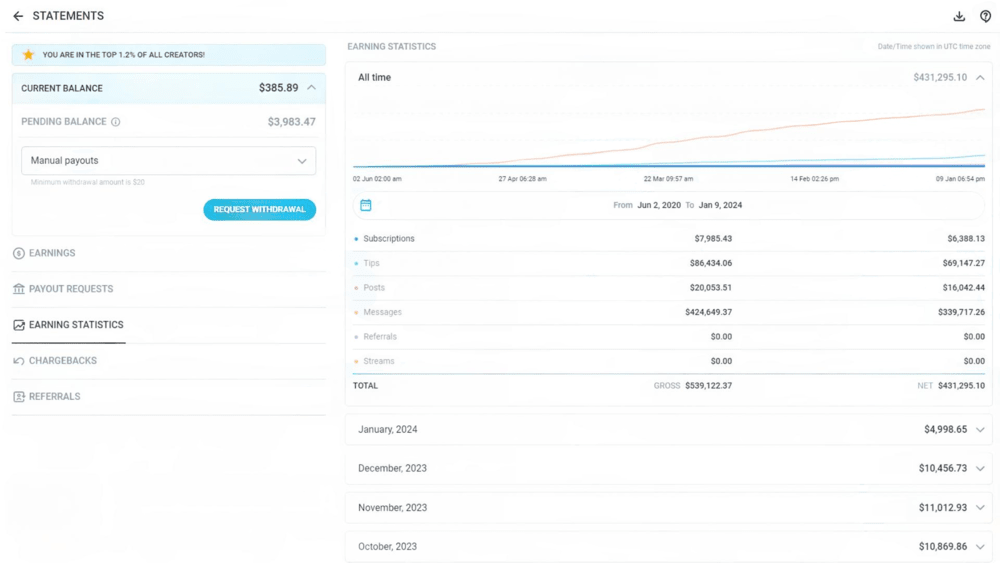 STATEMENTS
YOU ARE IN THE TOP 1.2% OF ALL CREATORS!
CURRENT BALANCE $385.89
PENDING BALANCE $3,983.47
Manual payouts
Minimum withdrawal amount is $20
REQUEST WITHDRAWAL
EARNINGS
PAYOUT REQUESTS
EARNING STATISTICS
CHARGEBACKS
REFERRALS
EARNING STATISTICS Date/Time shown in UTC time zone
All time $431,295.10
02 Jun 02:00 am 27 Apr 06:28 am 22 Mar 09:57 am 14 Feb 02:26 pm 09 Jan 06:54 pm
From Jun 2, 2020 To Jan 9, 2024
Subscriptions $7,985.43 $6,388.13
Tips $86,434.06 $69,147.27
Posts $20,053.51 $16,042.44
Messages $424,649.37 $339,717.26
Referrals $0.00 $0.00
Streams $0.00 $0.00
TOTAL GROSS $539,122.37 NET $431,295.10
January, 2024 $4,998.65
December, 2023 $10,456.73
November, 2023 $11,012.93
October, 2023 $10,869.86